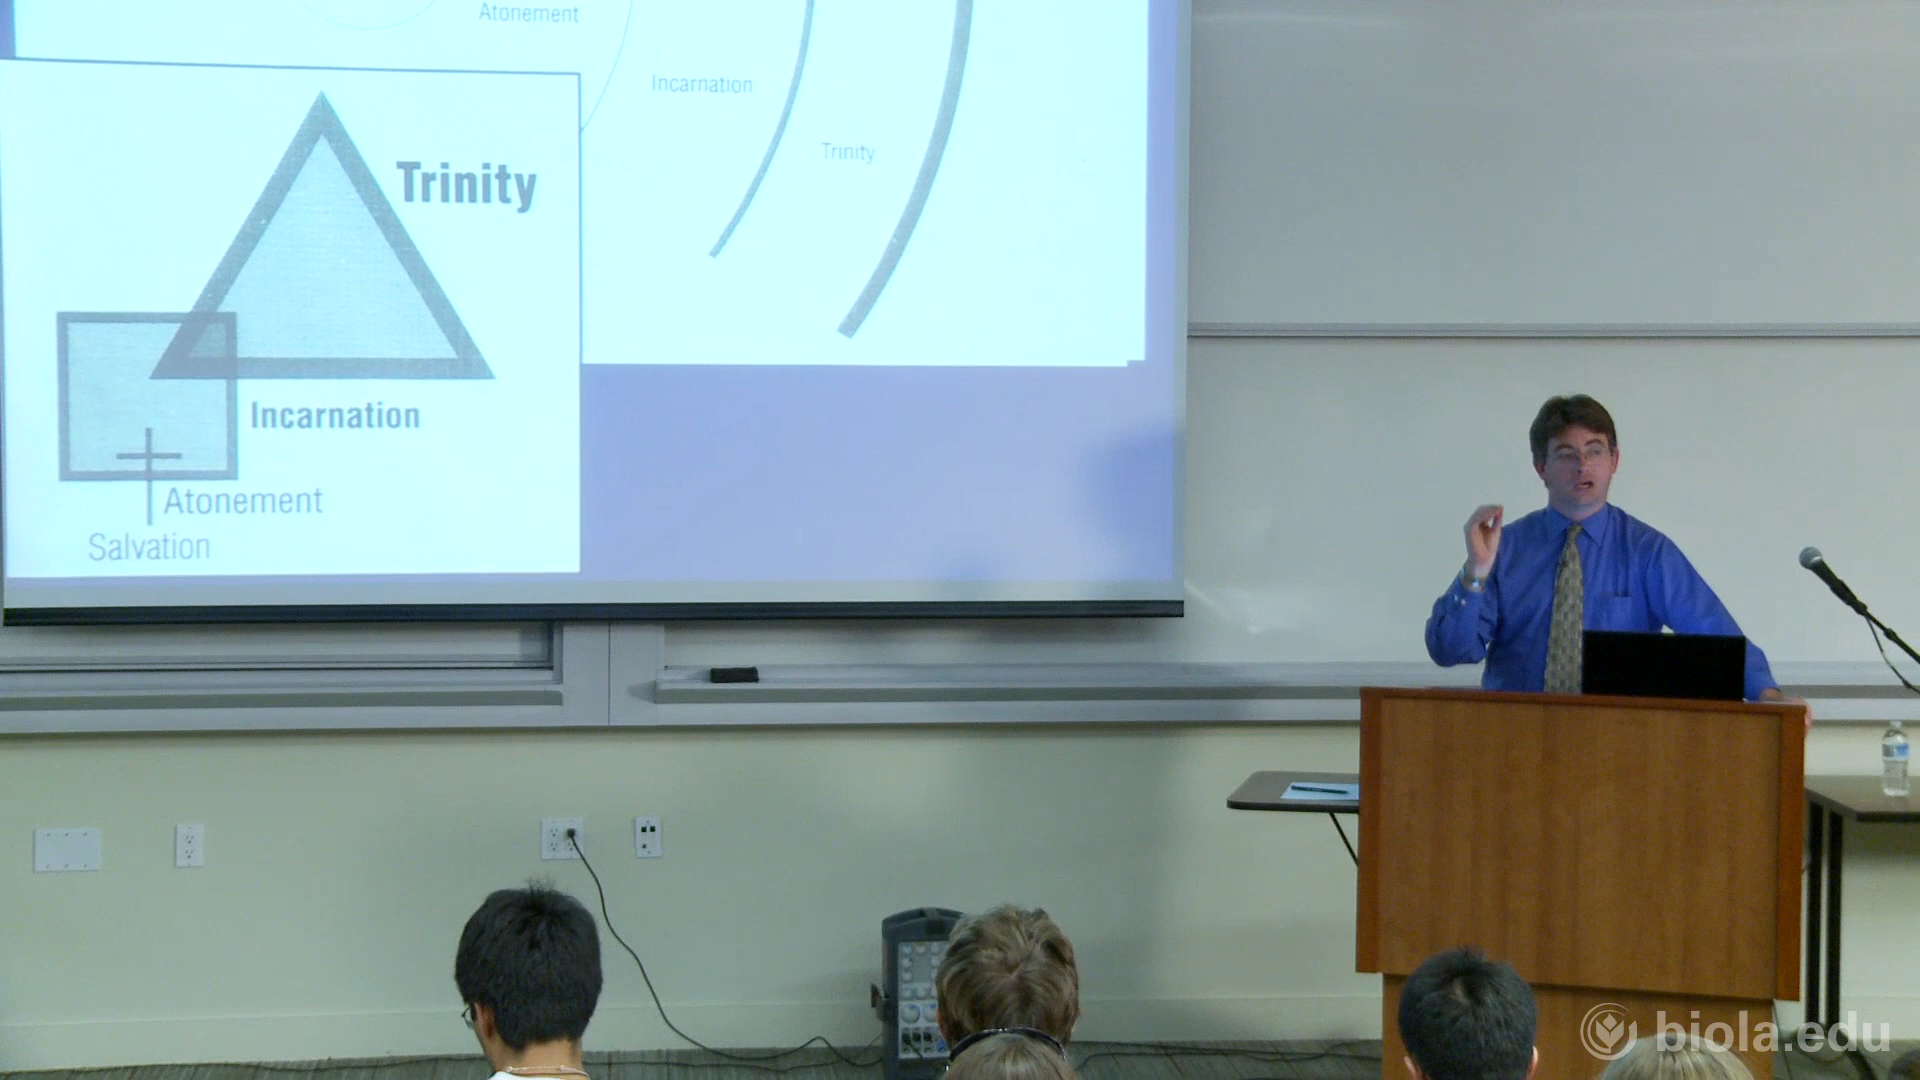 Atonement
Incarnation
Trinity
Trinity
Incarnation
Atonement
Salvation
biola.edu